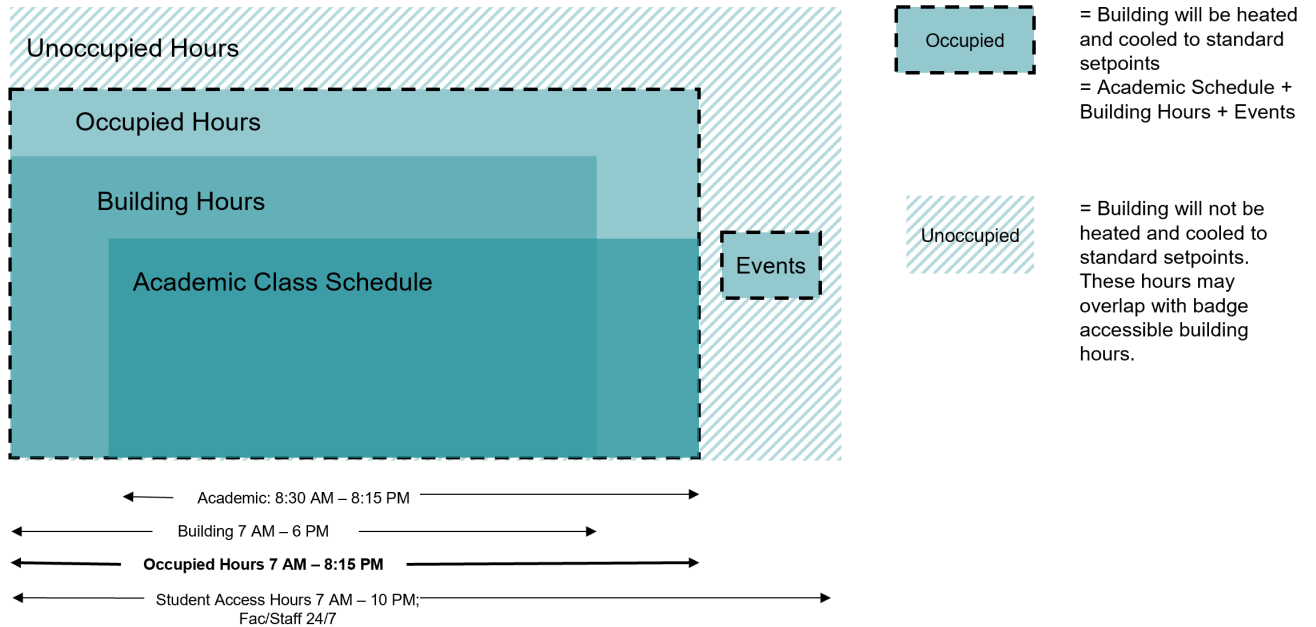 Unoccupied Hours
Occupied Hours
Building Hours
Academic Class Schedule
Events
Academic: 8:30 AM – 8:15 PM
Building 7 AM – 6 PM
Occupied Hours 7 AM – 8:15 PM
Student Access Hours 7 AM – 10 PM;
Fac/Staff 24/7
Occupied
= Building will be heated
and cooled to standard
setpoints
= Academic Schedule +
Building Hours + Events
Unoccupied
= Building will not be
heated and cooled to
standard setpoints.
These hours may
overlap with badge
accessible building
hours.